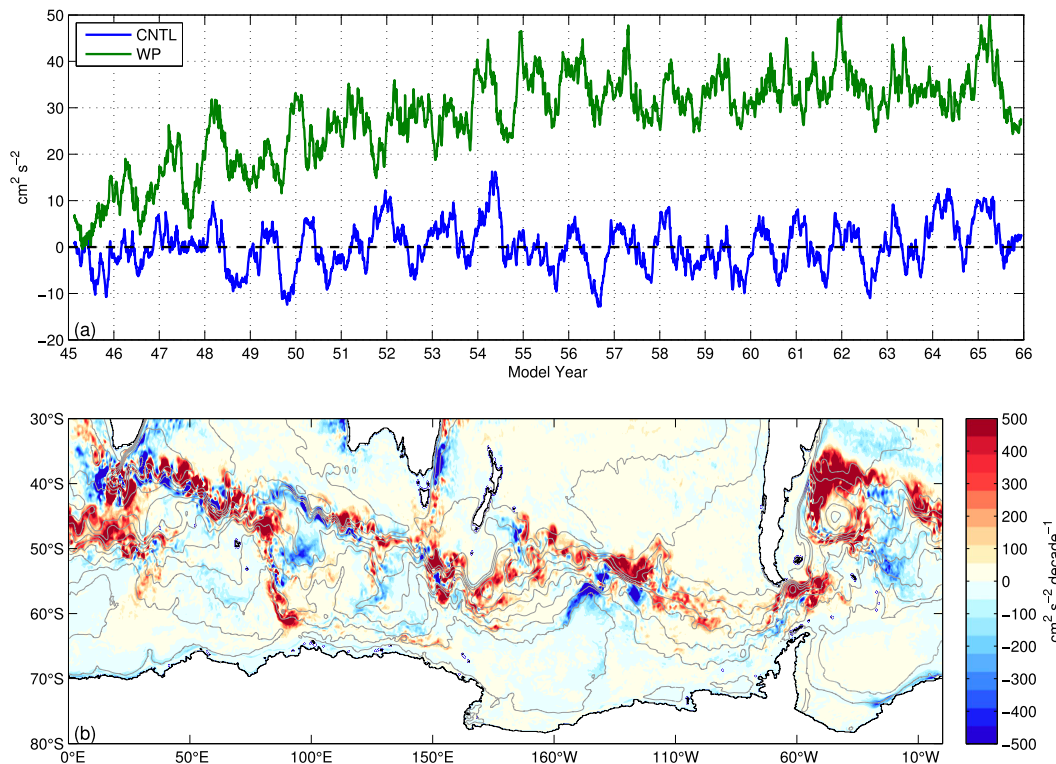 50
40
30
20
10
0
−10
−20
cm² s⁻²
CNTL
WP
(a)
45 46 47 48 49 50 51 52 53 54 55 56 57 58 59 60 61 62 63 64 65 66
Model Year
30°S
40°S
50°S
60°S
70°S
80°S
(b)
0°E 50°E 100°E 150°E 160°W 110°W 60°W 10°W
500
400
300
200
100
0
−100
−200
−300
−400
−500
cm² s⁻² decade⁻¹